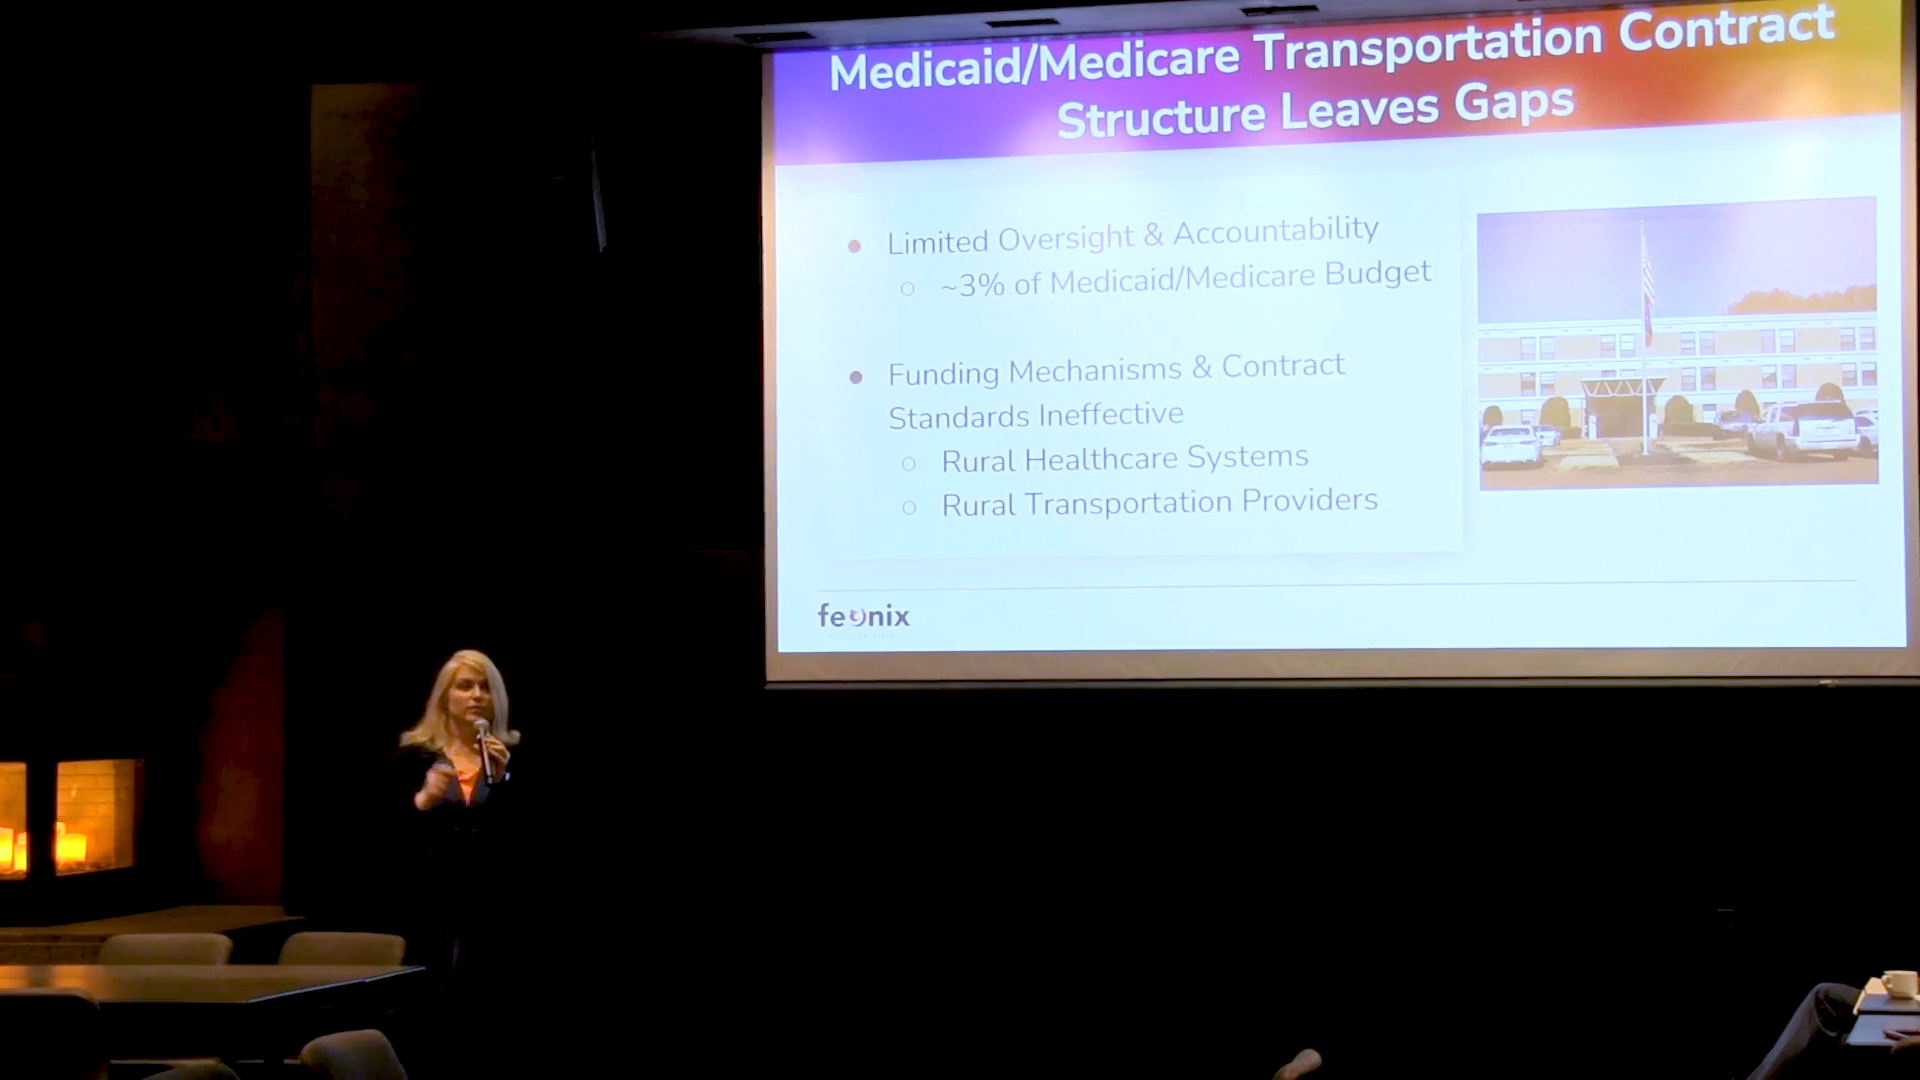 Medicaid/Medicare Transportation Contract
Structure Leaves Gaps
Limited Oversight & Accountability
~3% of Medicaid/Medicare Budget
Funding Mechanisms & Contract
Standards Ineffective
Rural Healthcare Systems
Rural Transportation Providers
feonix